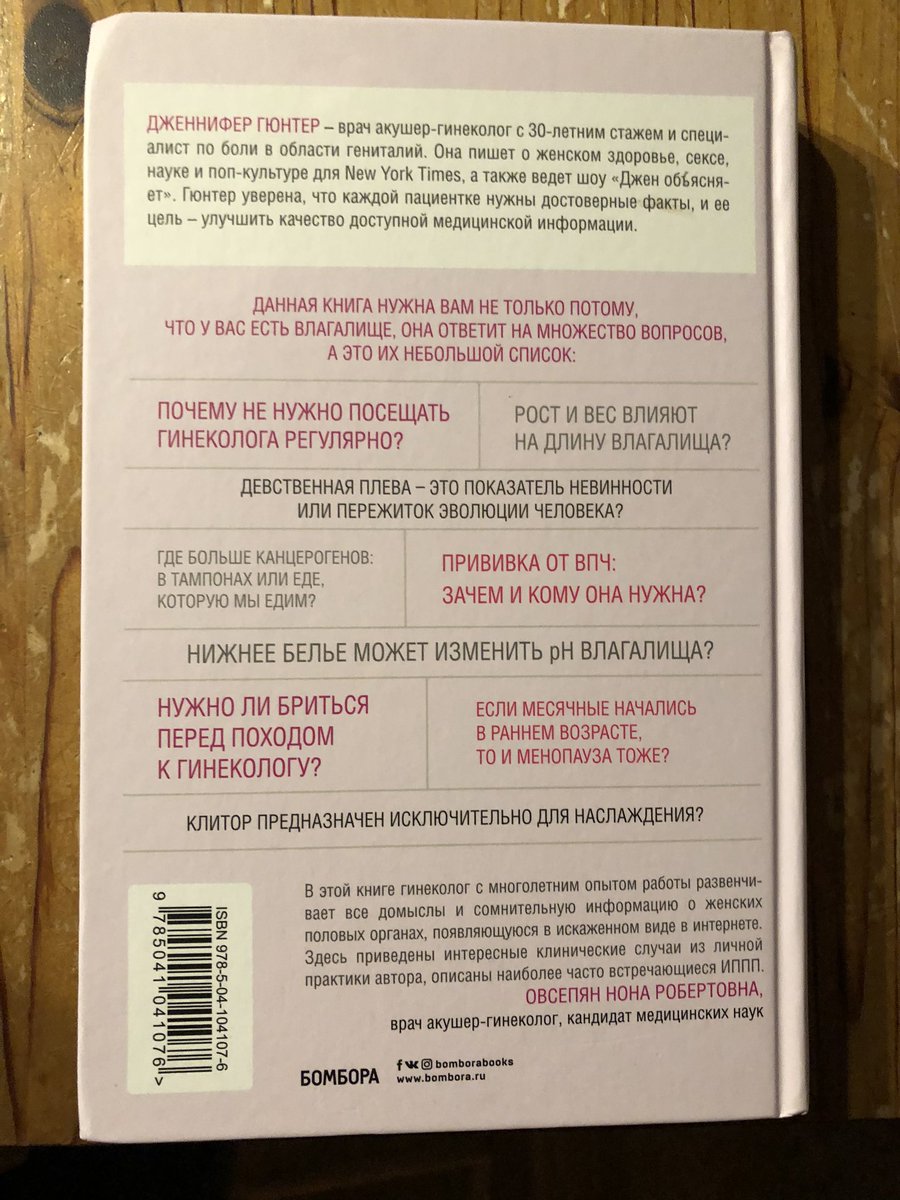 ДЖЕННИФЕР ГЮНТЕР – врач акушер-гинеколог с 30-летним стажем и специ-
алист по боли в области гениталий. Она пишет о женском здоровье, сексе,
науке и поп-культуре для New York Times, а также ведет шоу «Джен объясня-
ет». Гюнтер уверена, что каждой пациентке нужны достоверные факты, и ее
цель – улучшить качество доступной медицинской информации.
ДАННАЯ КНИГА НУЖНА ВАМ НЕ ТОЛЬКО ПОТОМУ,
ЧТО У ВАС ЕСТЬ ВЛАГАЛИЩЕ, ОНА ОТВЕТИТ НА МНОЖЕСТВО ВОПРОСОВ,
А ЭТО ИХ НЕБОЛЬШОЙ СПИСОК:
ПОЧЕМУ НЕ НУЖНО ПОСЕЩАТЬ
ГИНЕКОЛОГА РЕГУЛЯРНО?
РОСТ И ВЕС ВЛИЯЮТ
НА ДЛИНУ ВЛАГАЛИЩА?
ДЕВСТВЕННАЯ ПЛЕВА – ЭТО ПОКАЗАТЕЛЬ НЕВИННОСТИ
ИЛИ ПЕРЕЖИТОК ЭВОЛЮЦИИ ЧЕЛОВЕКА?
ГДЕ БОЛЬШЕ КАНЦЕРОГЕНОВ:
В ТАМПОНАХ ИЛИ ЕДЕ,
КОТОРУЮ МЫ ЕДИМ?
ПРИВИВКА ОТ ВПЧ:
ЗАЧЕМ И КОМУ ОНА НУЖНА?
НИЖНЕЕ БЕЛЬЕ МОЖЕТ ИЗМЕНИТЬ pH ВЛАГАЛИЩА?
НУЖНО ЛИ БРИТЬСЯ
ПЕРЕД ПОХОДОМ
К ГИНЕКОЛОГУ?
ЕСЛИ МЕСЯЧНЫЕ НАЧАЛИСЬ
В РАННЕМ ВОЗРАСТЕ,
ТО И МЕНОПАУЗА ТОЖЕ?
КЛИТОР ПРЕДНАЗНАЧЕН ИСКЛЮЧИТЕЛЬНО ДЛЯ НАСЛАЖДЕНИЯ?
В этой книге гинеколог с многолетним опытом работы развенчи-
вает все домыслы и сомнительную информацию о женских
половых органах, появляющуюся в искаженном виде в интернете.
Здесь приведены интересные клинические случаи из личной
практики автора, описаны наиболее часто встречающиеся ИППП.
ОВСЕПЯН НОНА РОБЕРТОВНА,
врач акушер-гинеколог, кандидат медицинских наук
ISBN 978-5-04-104107-6
9 785041 041076 >
БОМБОРА
bomborabooks
www.bombora.ru